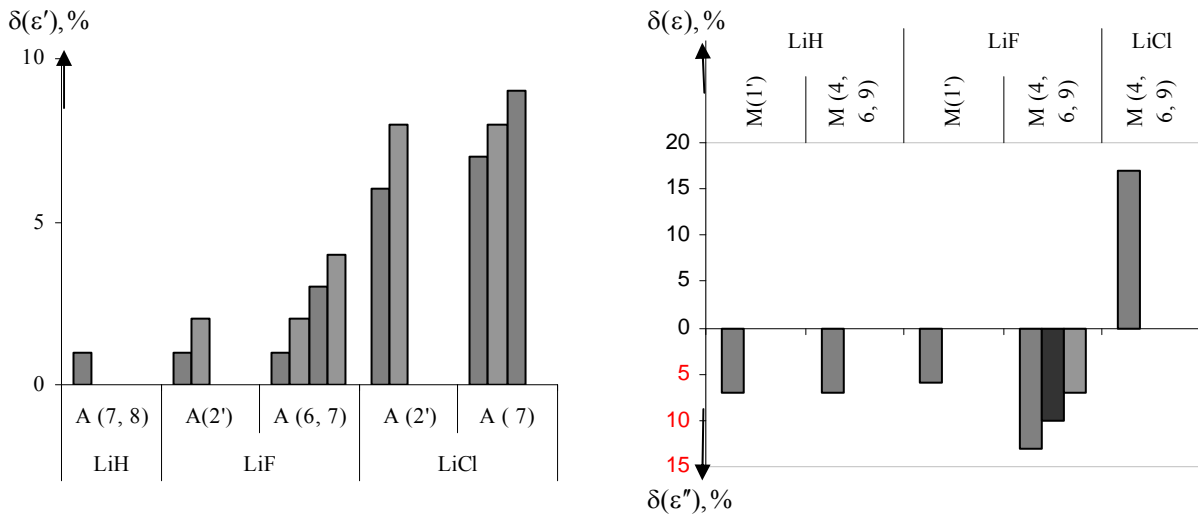 δ(ε′), %
10
5
0
A (7, 8)
A(2')
A (6, 7)
A (2')
A ( 7)
LiH
LiF
LiCl
δ(ε), %
LiH
LiF
LiCl
M(1')
M (4,
6, 9)
M(1')
M (4,
6, 9)
M (4,
6, 9)
20
15
10
5
0
5
10
15
δ(ε″), %